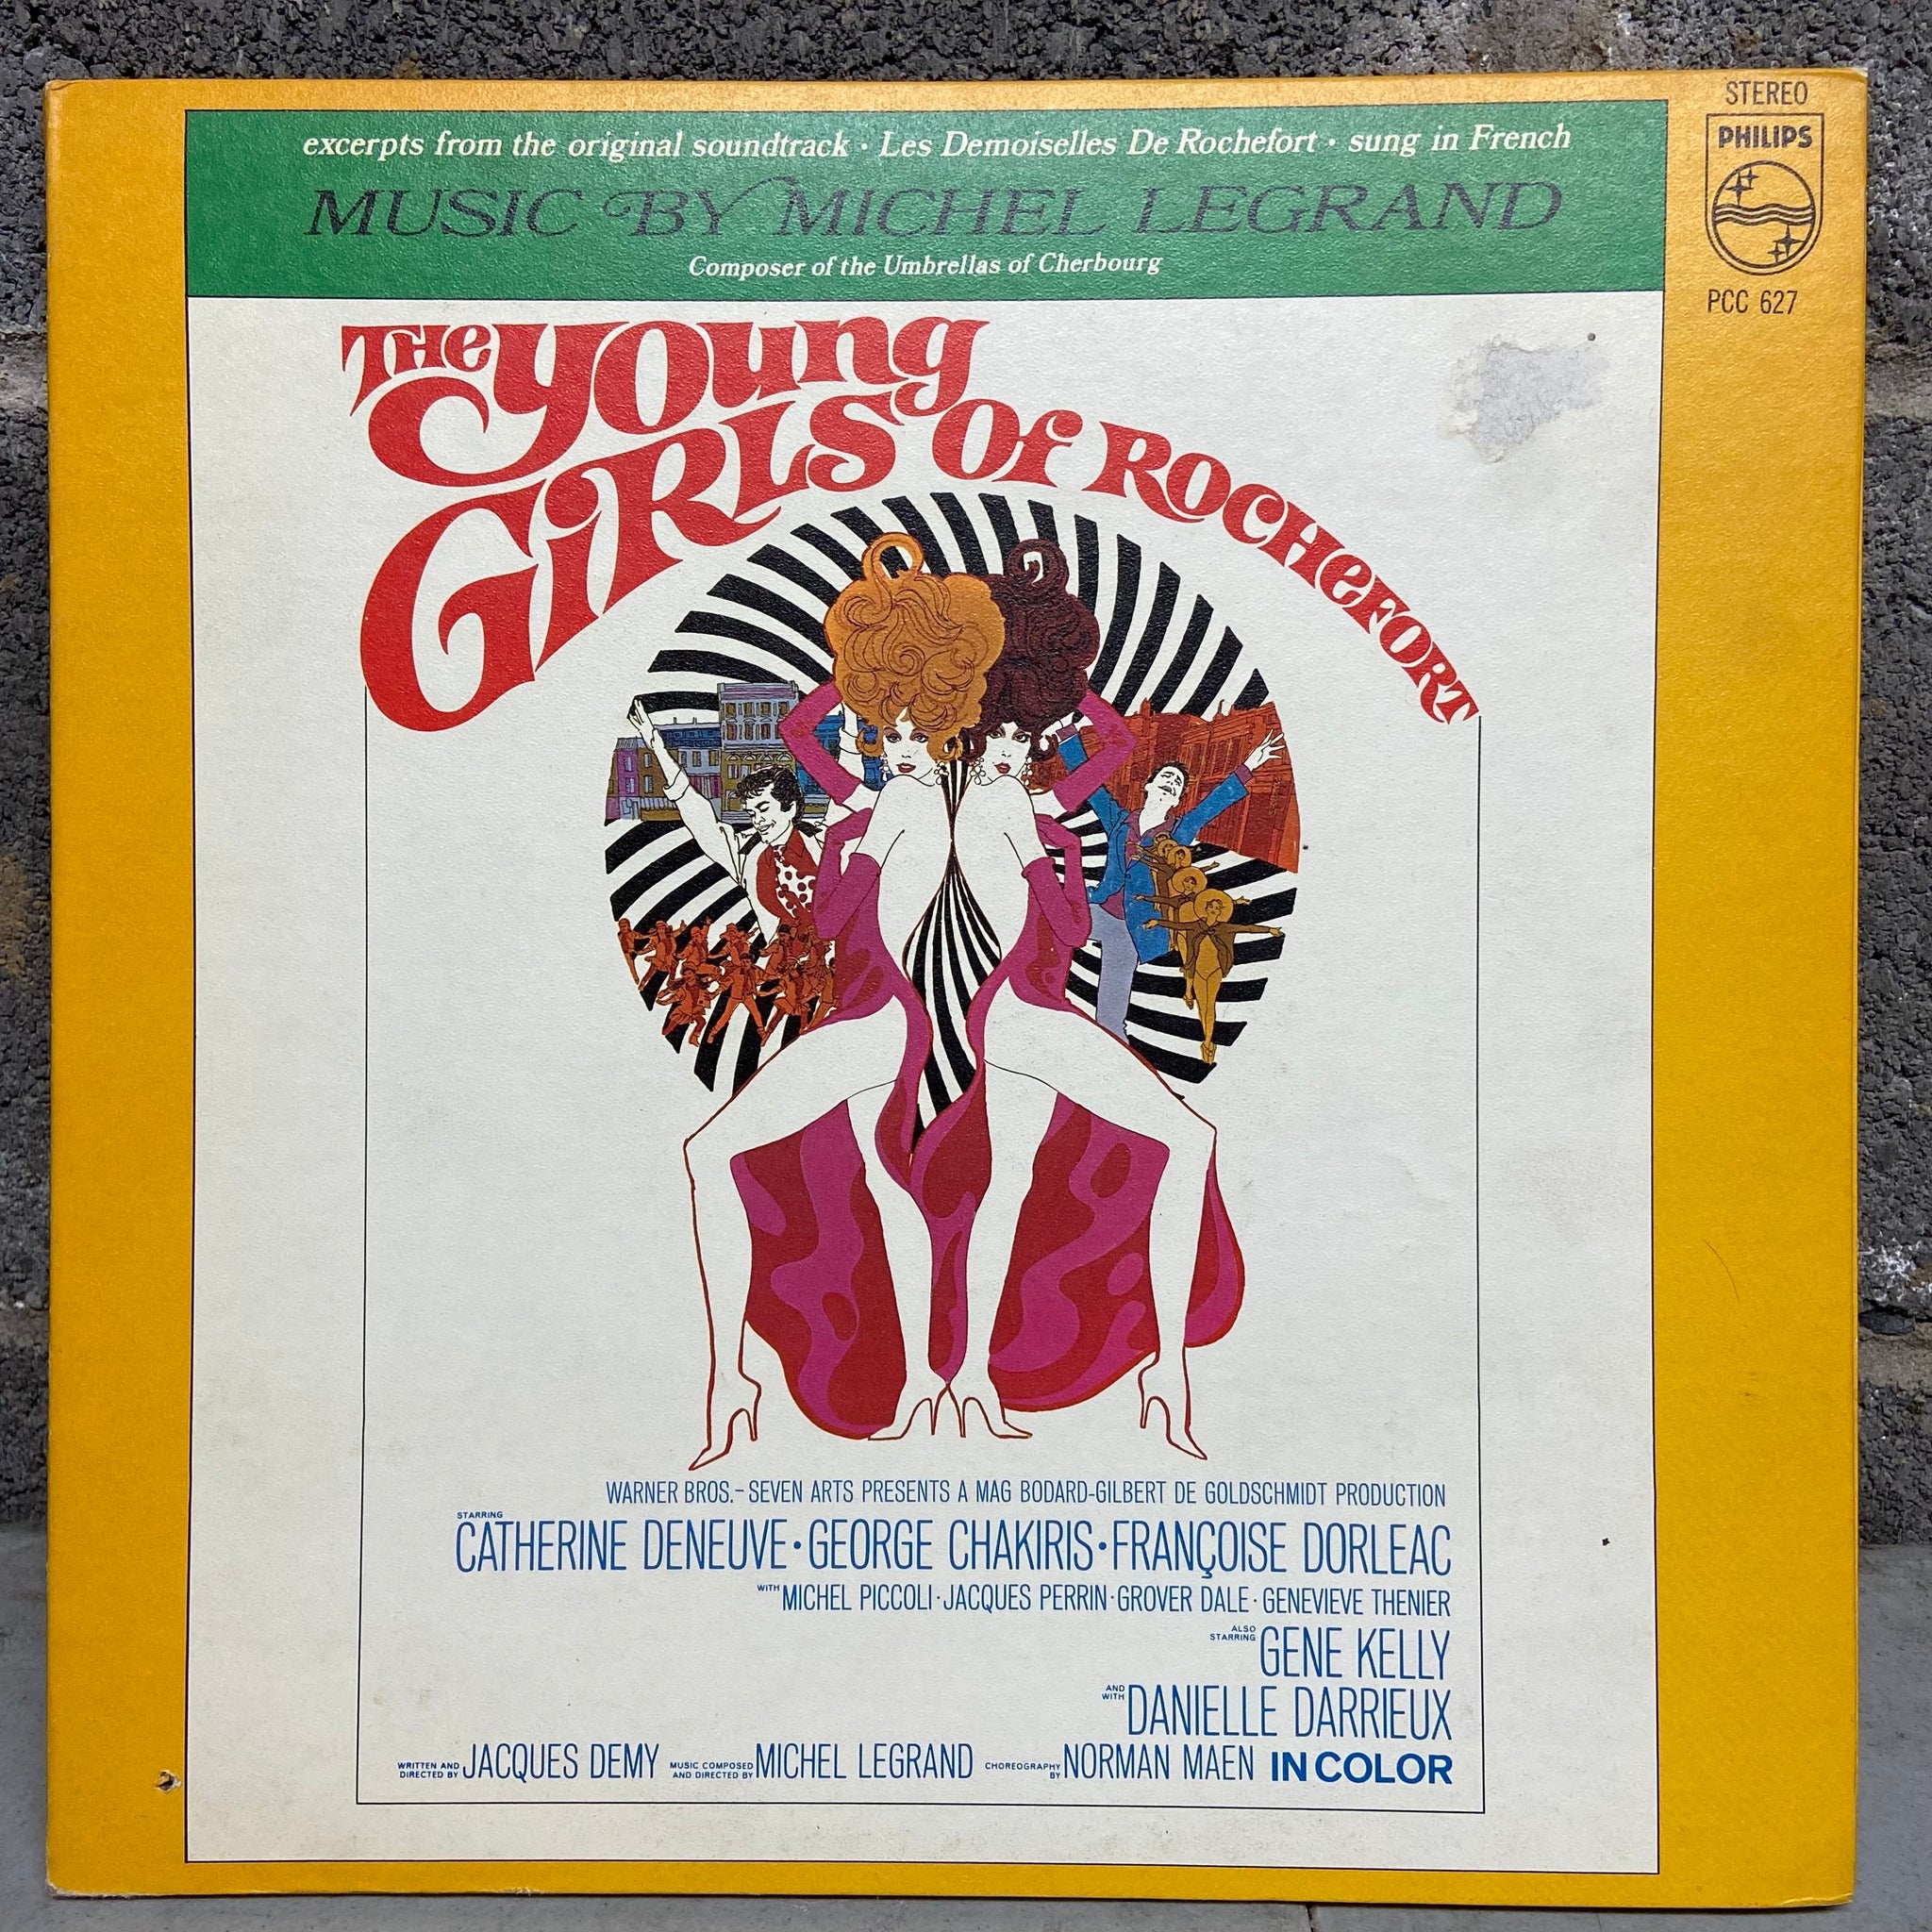 STEREO
PHILIPS
PCC 627
excerpts from the original soundtrack · Les Demoiselles De Rochefort · sung in French
MUSIC BY MICHEL LEGRAND
Composer of the Umbrellas of Cherbourg
THe Young
GiRLS Of ROCHeFORT
WARNER BROS.–SEVEN ARTS PRESENTS A MAG BODARD-GILBERT DE GOLDSCHMIDT PRODUCTION
STARRING
CATHERINE DENEUVE · GEORGE CHAKIRIS · FRANÇOISE DORLEAC
WITH MICHEL PICCOLI · JACQUES PERRIN · GROVER DALE · GENEVIEVE THENIER
ALSO STARRING GENE KELLY
AND WITH DANIELLE DARRIEUX
WRITTEN AND DIRECTED BY JACQUES DEMY MUSIC COMPOSED AND DIRECTED BY MICHEL LEGRAND CHOREOGRAPHY BY NORMAN MAEN IN COLOR